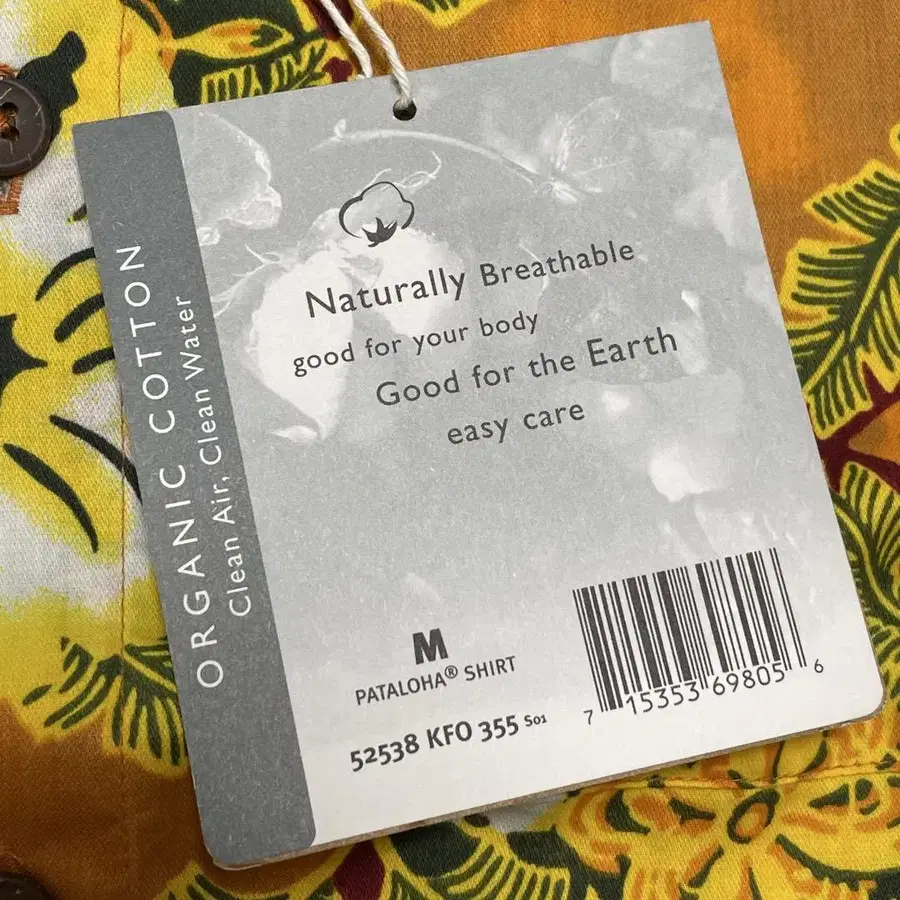 ORGANIC COTTON
Clean Air, Clean Water
Naturally Breathable
good for your body
Good for the Earth
easy care
M
PATALOHA® SHIRT
52538 KFO 355 S01
7 15353 69805 6